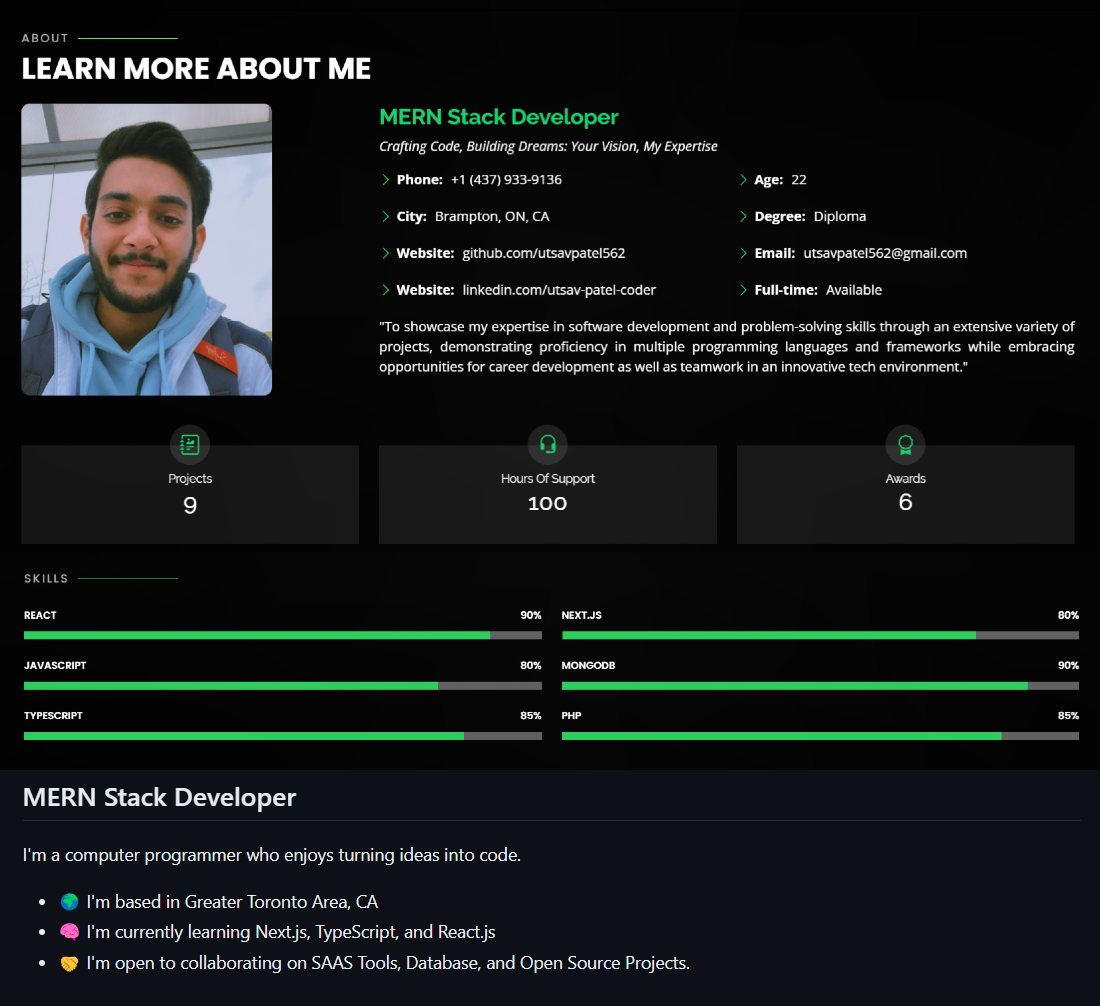 ABOUT
LEARN MORE ABOUT ME
MERN Stack Developer
Crafting Code, Building Dreams: Your Vision, My Expertise
Phone: +1 (437) 933-9136
Age: 22
City: Brampton, ON, CA
Degree: Diploma
Website: github.com/utsavpatel562
Email: utsavpatel562@gmail.com
Website: linkedin.com/utsav-patel-coder
Full-time: Available
"To showcase my expertise in software development and problem-solving skills through an extensive variety of
projects, demonstrating proficiency in multiple programming languages and frameworks while embracing
opportunities for career development as well as teamwork in an innovative tech environment."
Projects
9
Hours Of Support
100
Awards
6
SKILLS
REACT 90%
NEXT.JS 80%
JAVASCRIPT 80%
MONGODB 90%
TYPESCRIPT 85%
PHP 85%
MERN Stack Developer
I'm a computer programmer who enjoys turning ideas into code.
• 🌍 I'm based in Greater Toronto Area, CA
• 🧠 I'm currently learning Next.js, TypeScript, and React.js
• 🤝 I'm open to collaborating on SAAS Tools, Database, and Open Source Projects.